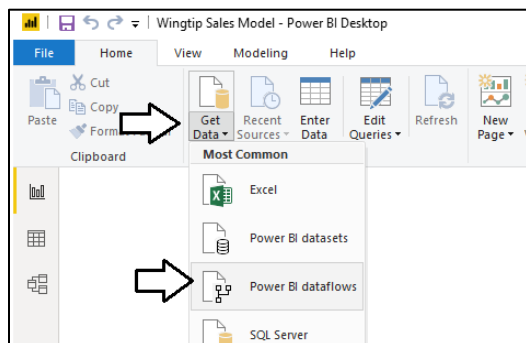 Wingtip Sales Model - Power BI Desktop
File Home View Modeling Help
Paste
Cut
Copy
Format
Clipboard
Get Data
Recent Sources
Enter Data
Edit Queries
Refresh
New Page
Most Common
Excel
Power BI datasets
Power BI dataflows
SQL Server